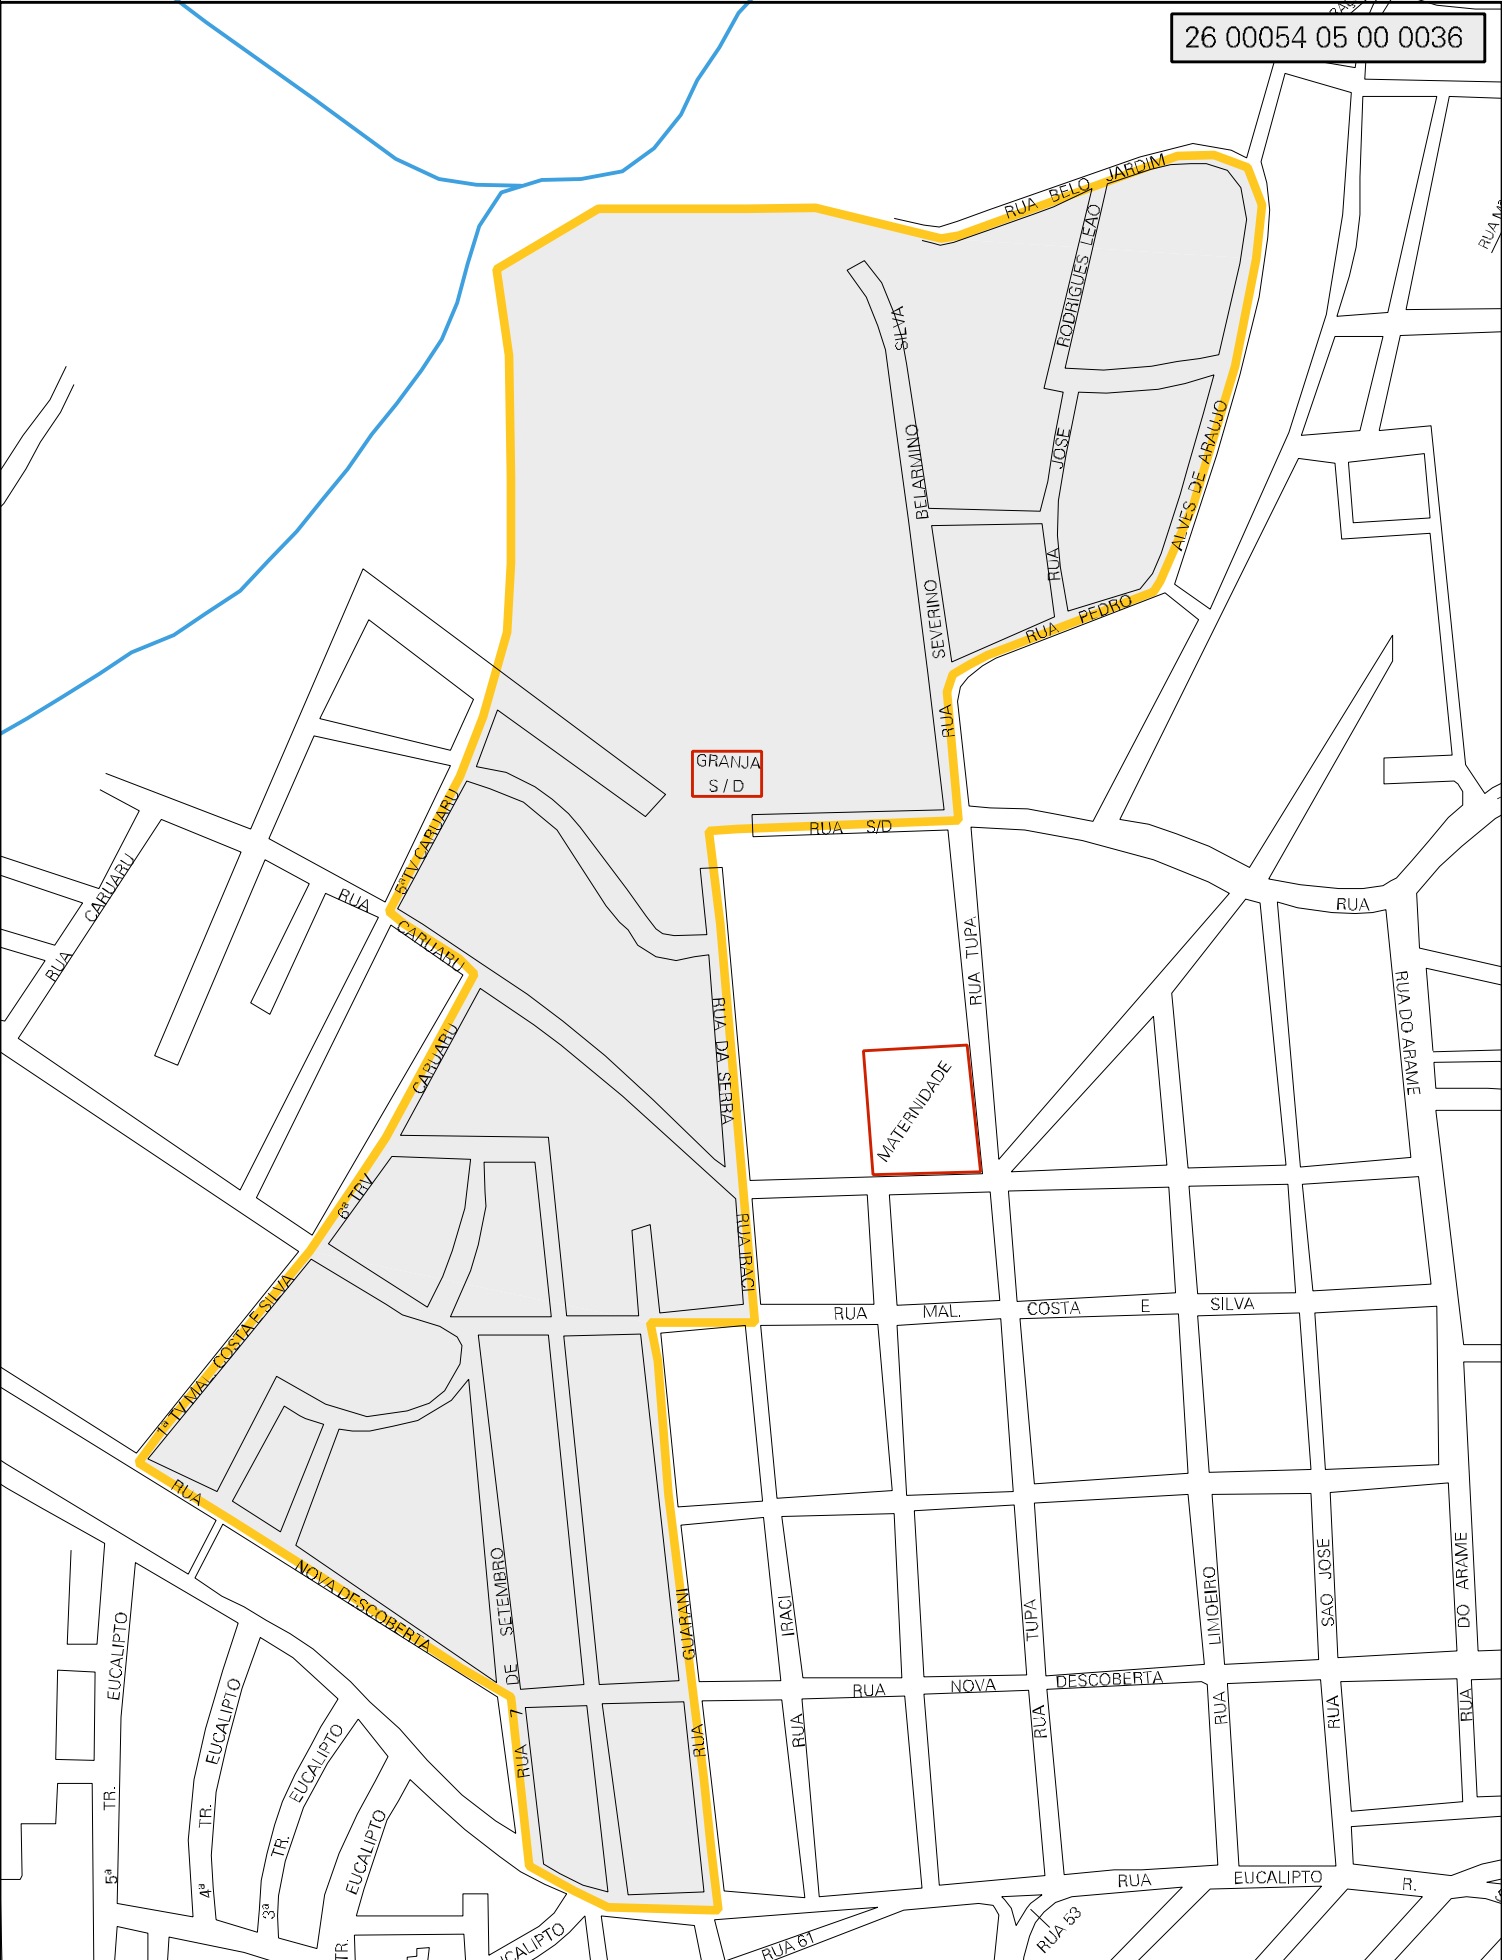 26 00054 05 00 0036
RUA BELO JARDIM
RODRIGUES LEAO
JOSE
RUA
SILVA
BELARMINO
SEVERINO
RUA
ALVES DE ARAUJO
PEDRO
RUA
GRANJA
S / D
RUA S/D
5ª TV CARUARU
RUA
CARUARU
CARUARU
RUA
CARUARU
6ª TRV
RUA TUPA
RUA
RUA DO ARAME
RUA DA SERRA
MATERNIDADE
RUA IRACI
RUA MAL. COSTA E SILVA
1ª TV MAL. COSTA E SILVA
RUA
NOVA DESCOBERTA
SETEMBRO
DE
7
RUA
GUARANI
RUA
IRACI
RUA
TUPA
RUA
LIMOEIRO
RUA
SAO JOSE
RUA
DO ARAME
RUA
RUA NOVA DESCOBERTA
EUCALIPTO
TR.
5ª
EUCALIPTO
TR.
4ª
EUCALIPTO
TR.
3ª
EUCALIPTO
TR.
RUA EUCALIPTO
R.
RUA 53
RUA 61